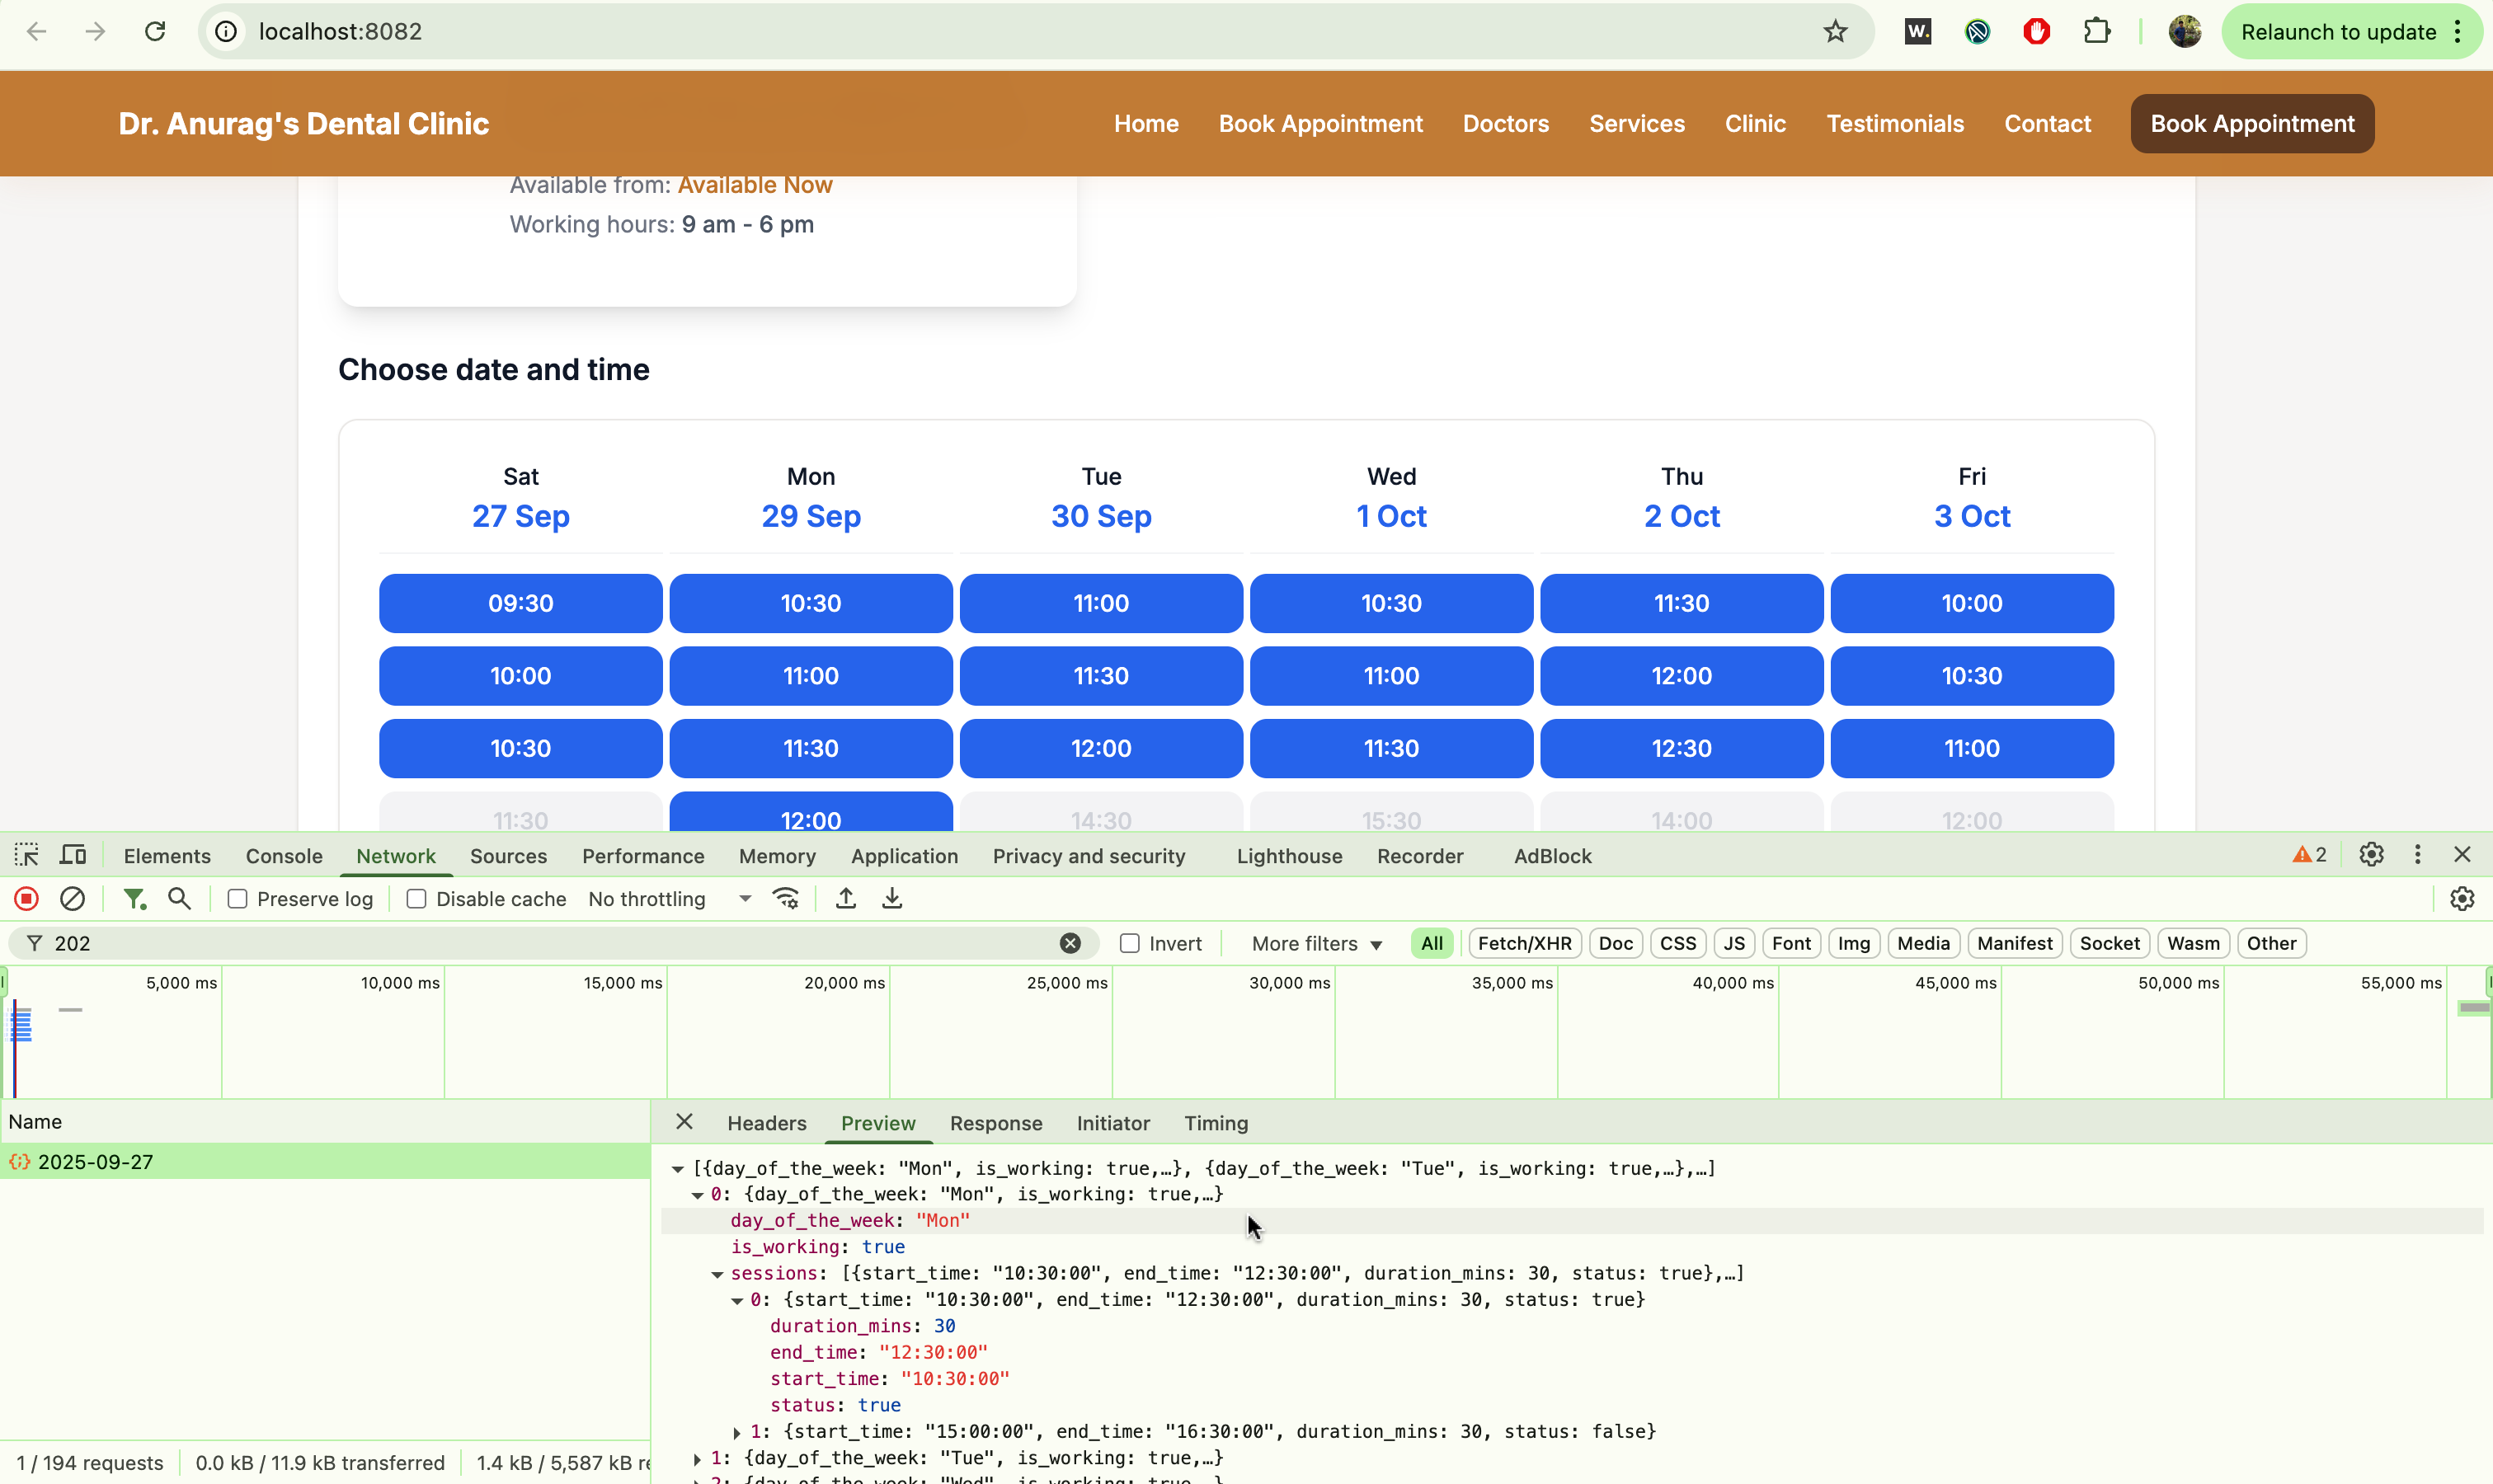 localhost:8082
W.
Relaunch to update
Dr. Anurag's Dental Clinic
Home Book Appointment Doctors Services Clinic Testimonials Contact Book Appointment
Available from: Available Now
Working hours: 9 am - 6 pm
Choose date and time
Sat Mon Tue Wed Thu Fri
27 Sep 29 Sep 30 Sep 1 Oct 2 Oct 3 Oct
09:30 10:30 11:00 10:30 11:30 10:00
10:00 11:00 11:30 11:00 12:00 10:30
10:30 11:30 12:00 11:30 12:30 11:00
11:30 12:00 14:30 15:30 14:00 12:00
Elements Console Network Sources Performance Memory Application Privacy and security Lighthouse Recorder AdBlock 2
Preserve log Disable cache No throttling
202 Invert More filters All Fetch/XHR Doc CSS JS Font Img Media Manifest Socket Wasm Other
5,000 ms 10,000 ms 15,000 ms 20,000 ms 25,000 ms 30,000 ms 35,000 ms 40,000 ms 45,000 ms 50,000 ms 55,000 ms
Name Headers Preview Response Initiator Timing
2025-09-27
[{day_of_the_week: "Mon", is_working: true,…}, {day_of_the_week: "Tue", is_working: true,…},…]
0: {day_of_the_week: "Mon", is_working: true,…}
day_of_the_week: "Mon"
is_working: true
sessions: [{start_time: "10:30:00", end_time: "12:30:00", duration_mins: 30, status: true},…]
0: {start_time: "10:30:00", end_time: "12:30:00", duration_mins: 30, status: true}
duration_mins: 30
end_time: "12:30:00"
start_time: "10:30:00"
status: true
1: {start_time: "15:00:00", end_time: "16:30:00", duration_mins: 30, status: false}
1: {day_of_the_week: "Tue", is_working: true,…}
2: {day_of_the_week: "Wed", is_working: true,…}
1 / 194 requests 0.0 kB / 11.9 kB transferred 1.4 kB / 5,587 kB re